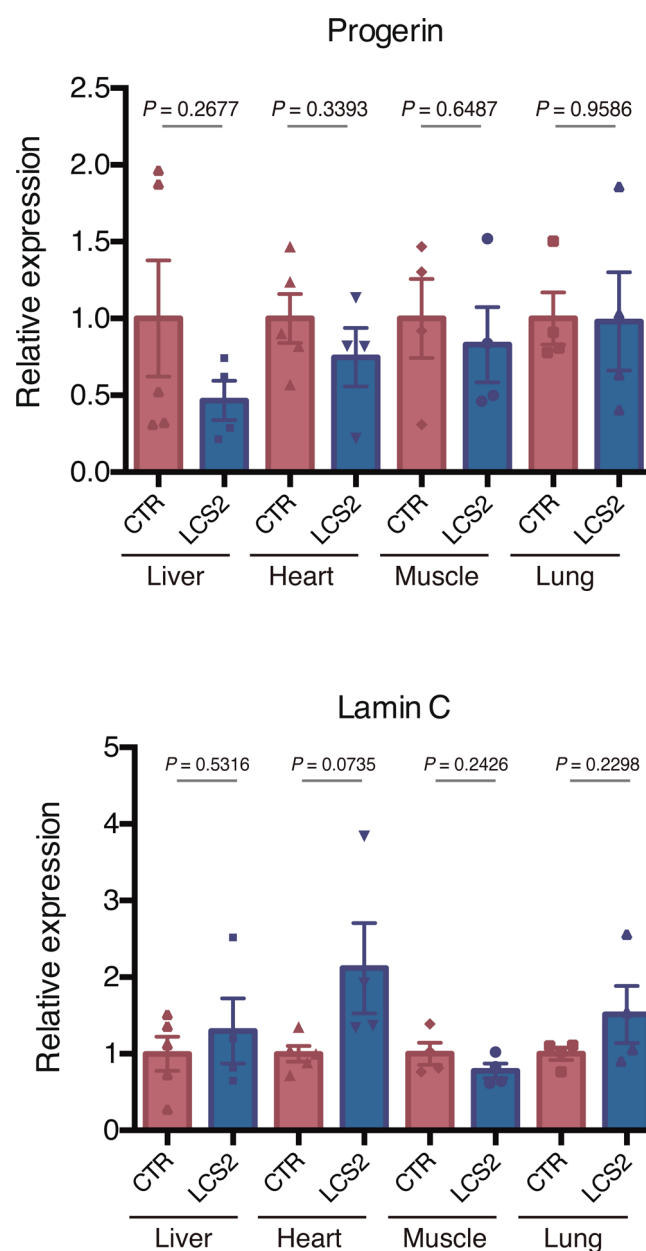 Progerin
Relative expression
2.5
2.0
1.5
1.0
0.5
0.0
P = 0.2677 P = 0.3393 P = 0.6487 P = 0.9586
CTR LCS2 CTR LCS2 CTR LCS2 CTR LCS2
Liver Heart Muscle Lung
Lamin C
Relative expression
5
4
3
2
1
0
P = 0.5316 P = 0.0735 P = 0.2426 P = 0.2298
CTR LCS2 CTR LCS2 CTR LCS2 CTR LCS2
Liver Heart Muscle Lung